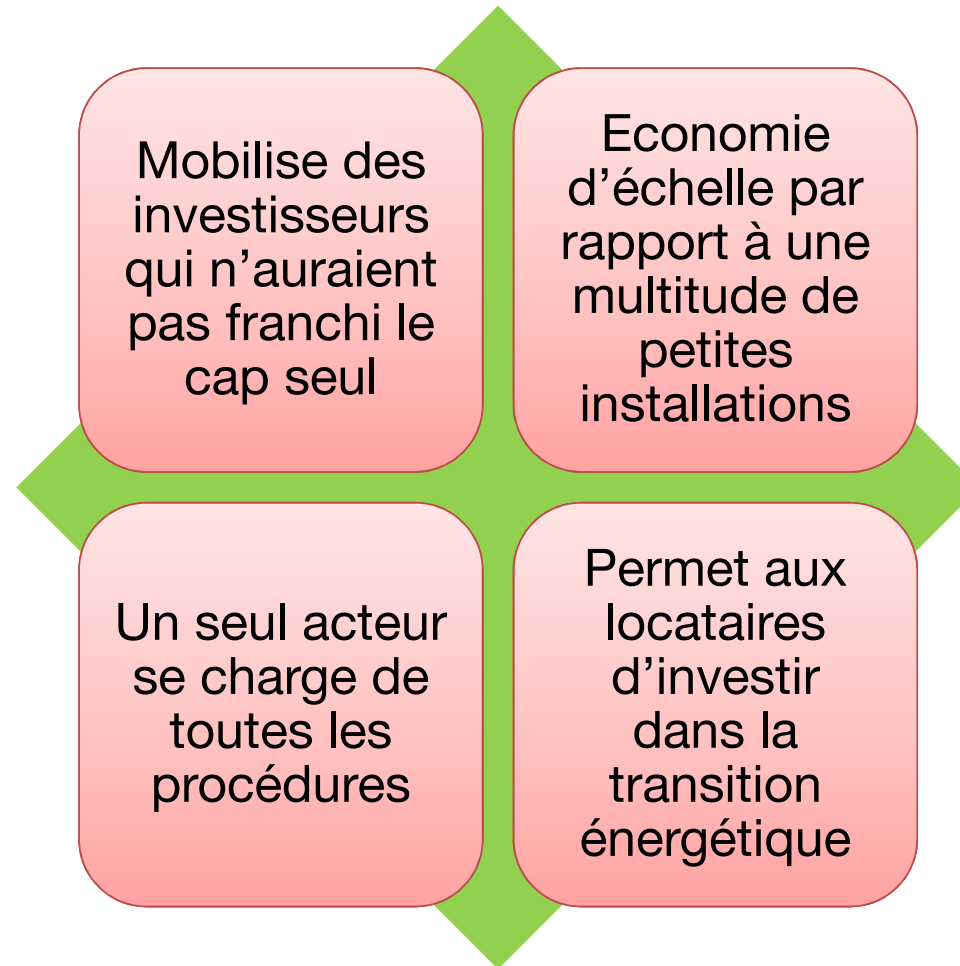 Mobilise des
investisseurs
qui n’auraient
pas franchi le
cap seul
Economie
d’échelle par
rapport à une
multitude de
petites
installations
Un seul acteur
se charge de
toutes les
procédures
Permet aux
locataires
d’investir
dans la
transition
énergétique